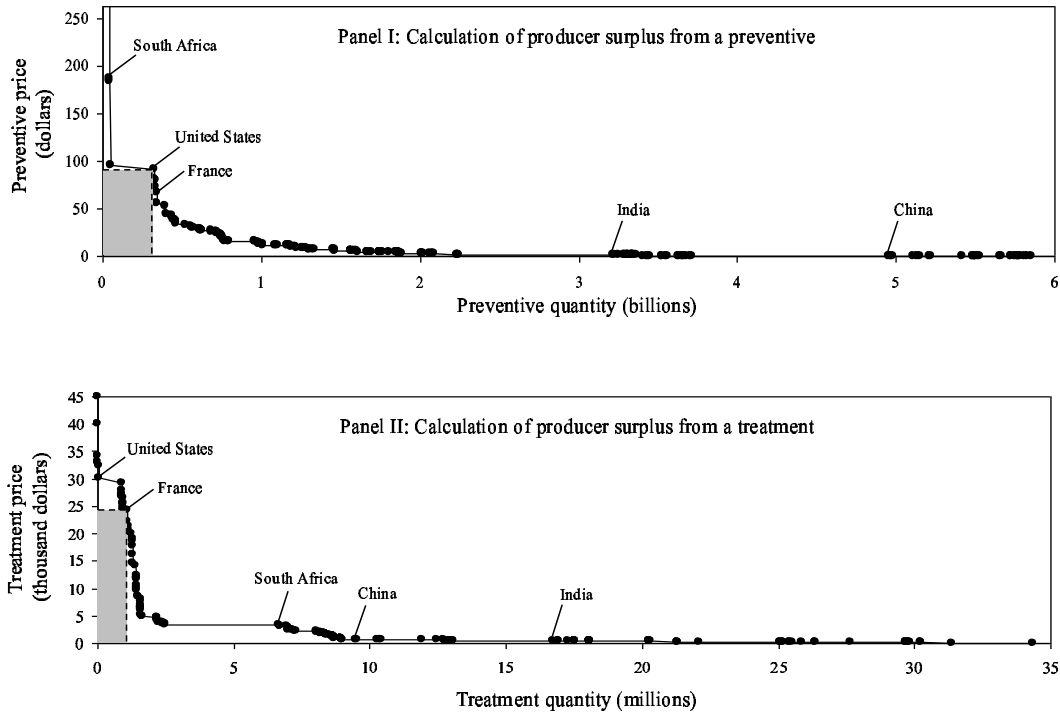 Panel I: Calculation of producer surplus from a preventive
Preventive price
(dollars)
250
200
150
100
50
0
South Africa
United States
France
India
China
0 1 2 3 4 5 6
Preventive quantity (billions)
Panel II: Calculation of producer surplus from a treatment
Treatment price
(thousand dollars)
45
40
35
30
25
20
15
10
5
0
United States
France
South Africa
China
India
0 5 10 15 20 25 30 35
Treatment quantity (millions)